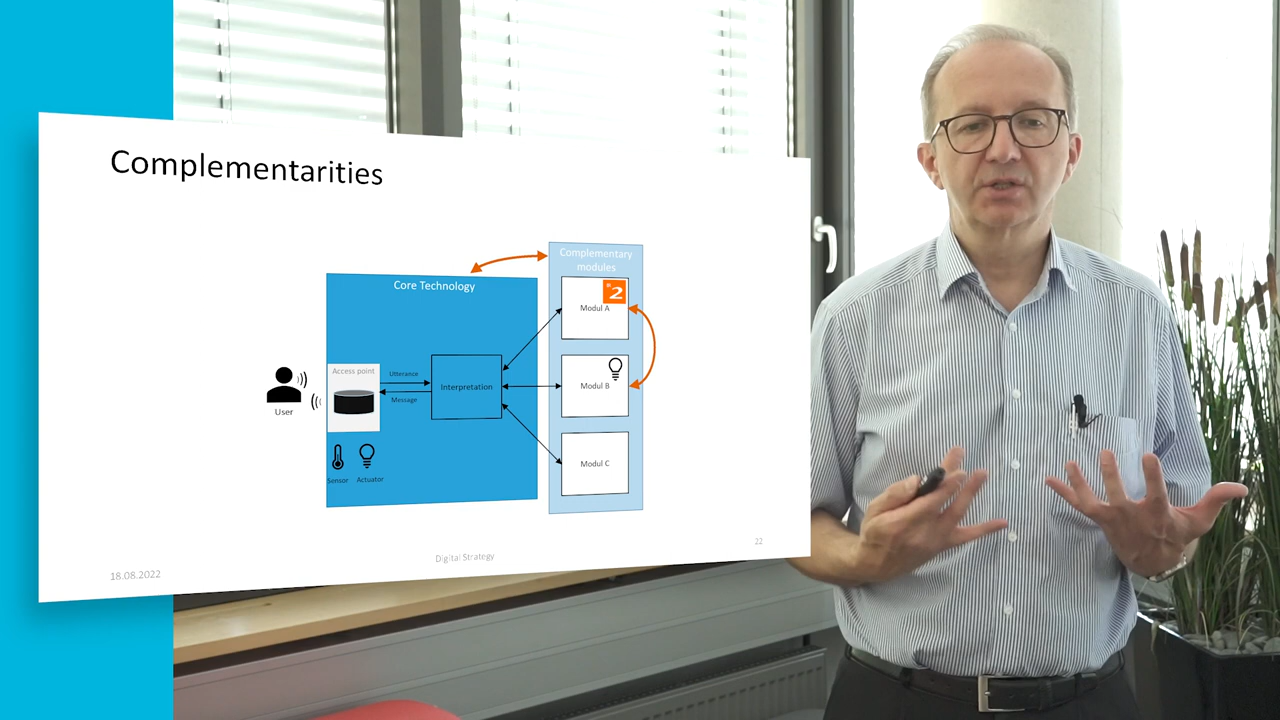 Complementarities
Complementary
modules
Core Technology
2
Modul A
Access point
Utterance
Interpretation
Modul B
Message
User
Modul C
Sensor
Actuator
Digital Strategy
22
18.08.2022